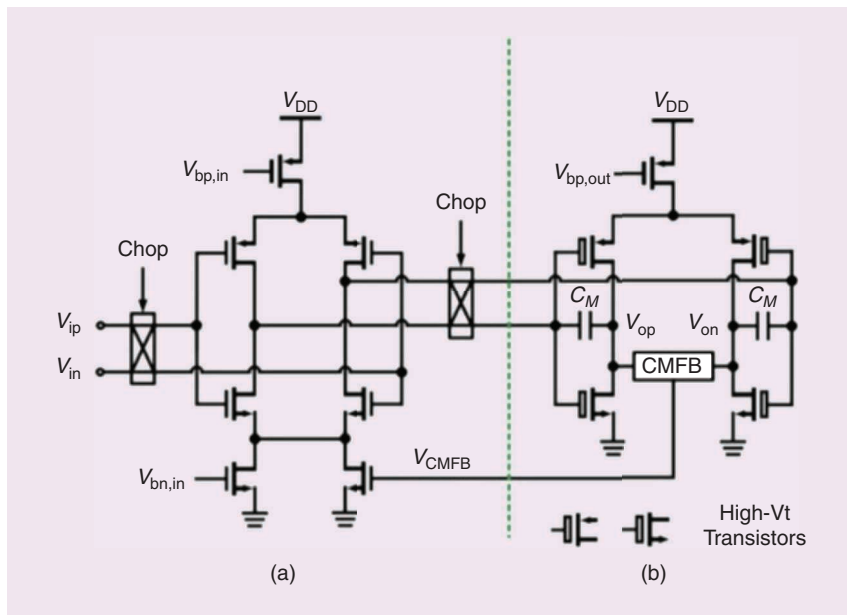 V_DD
V_DD
V_bp,in
V_bp,out
Chop
Chop
C_M
C_M
V_ip
V_op
V_on
V_in
CMFB
V_CMFB
V_bn,in
High-Vt
Transistors
(a)
(b)